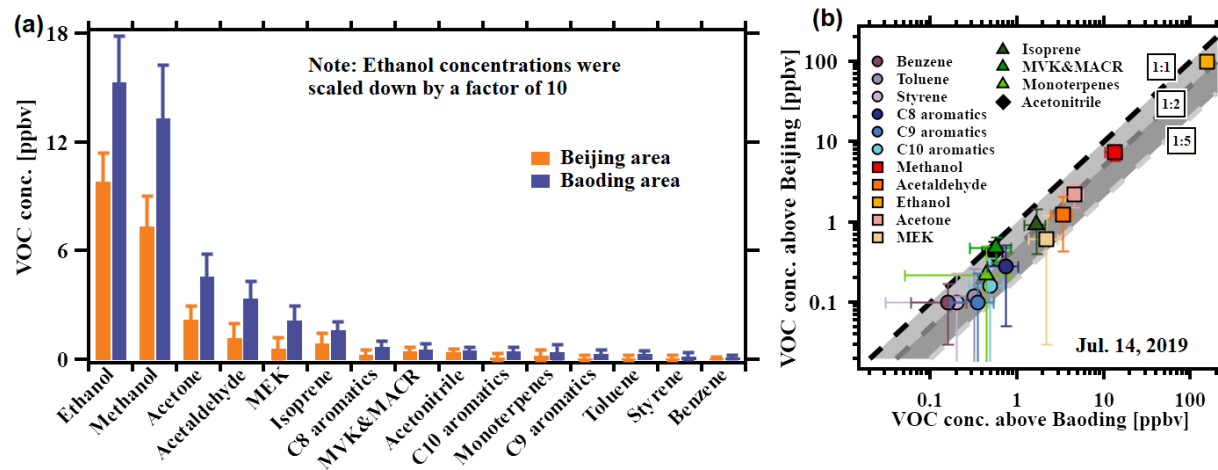 (a)
18
12
6
0
VOC conc. [ppbv]
Note: Ethanol concentrations were
scaled down by a factor of 10
Beijing area
Baoding area
Ethanol
Methanol
Acetone
Acetaldehyde
MEK
Isoprene
C8 aromatics
MVK&MACR
Acetonitrile
C10 aromatics
Monoterpenes
C9 aromatics
Toluene
Styrene
Benzene
(b)
100
10
1
0.1
VOC conc. above Beijing [ppbv]
Benzene
Toluene
Styrene
C8 aromatics
C9 aromatics
C10 aromatics
Methanol
Acetaldehyde
Ethanol
Acetone
MEK
Isoprene
MVK&MACR
Monoterpenes
Acetonitrile
1:1
1:2
1:5
Jul. 14, 2019
0.1
1
10
100
VOC conc. above Baoding [ppbv]